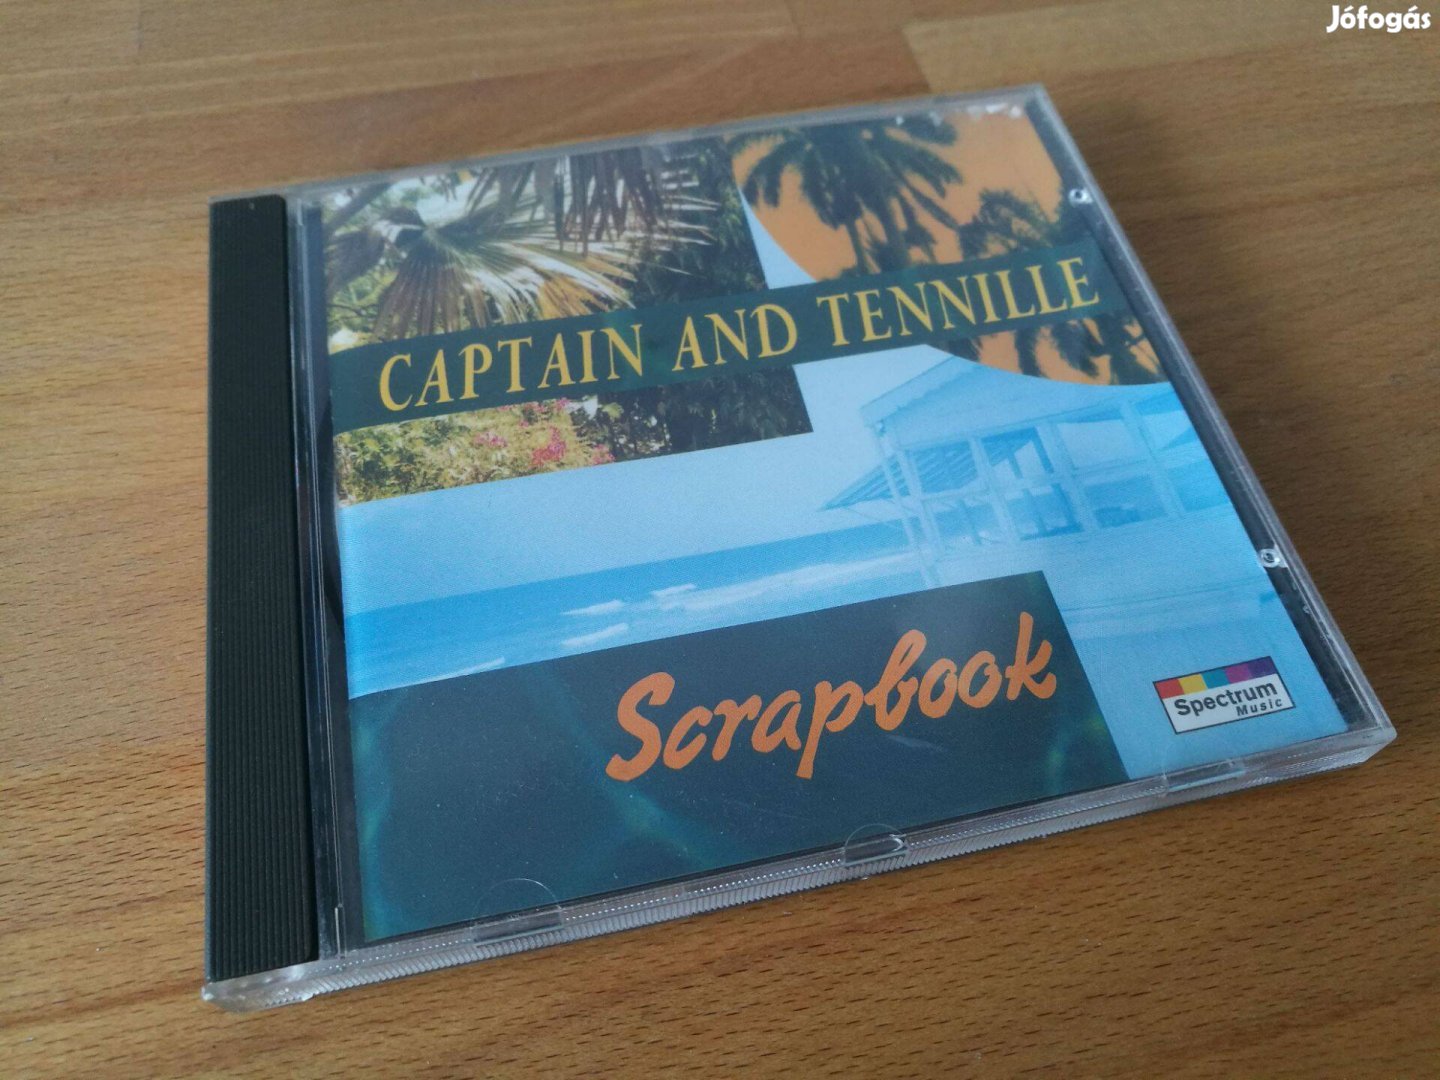 Jófogás
CAPTAIN AND TENNILLE
Scrapbook
Spectrum
Music